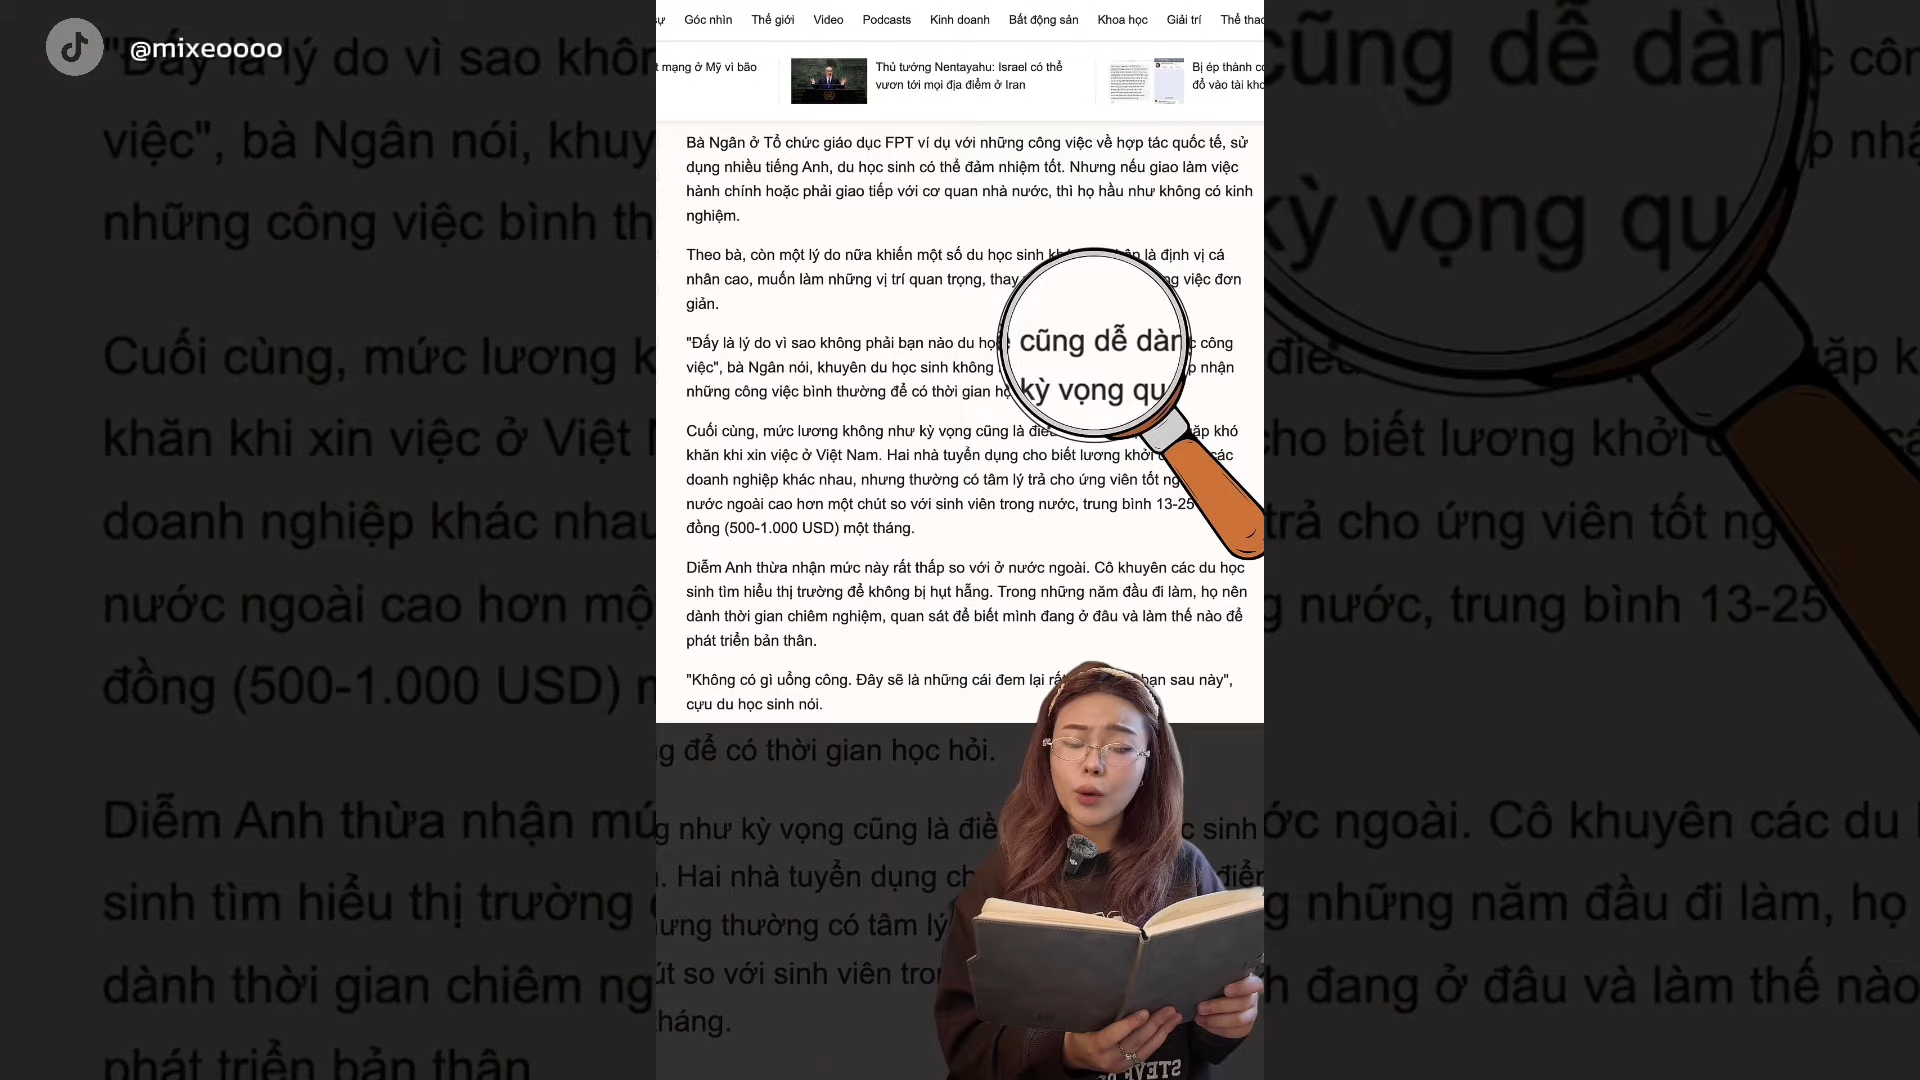 @mixeoooo
Góc nhìn Thế giới Video Podcasts Kinh doanh Bất động sản Khoa học Giải trí Thể thao
mạng ở Mỹ vì bão
Thủ tướng Nentayahu: Israel có thể
vươn tới mọi địa điểm ở Iran
Bị ép thành
đổ vào tài
Bà Ngân ở Tổ chức giáo dục FPT ví dụ với những công việc về hợp tác quốc tế, sử
dụng nhiều tiếng Anh, du học sinh có thể đảm nhiệm tốt. Nhưng nếu giao làm việc
hành chính hoặc phải giao tiếp với cơ quan nhà nước, thì họ hầu như không có kinh
nghiệm.
Theo bà, còn một lý do nữa khiến một số du học sinh là định vị cá
nhân cao, muốn làm những vị trí quan trọng, thay việc đơn
giản.
"Đấy là lý do vì sao không phải bạn nào du cũng dễ dàn công
việc", bà Ngân nói, khuyên du học sinh không kỳ vọng qu nhận
những công việc bình thường để có thời gian
Cuối cùng, mức lương không như kỳ vọng cũng là khó
khăn khi xin việc ở Việt Nam. Hai nhà tuyển dụng cho biết lương khởi các
doanh nghiệp khác nhau, nhưng thường có tâm lý trả cho ứng viên tốt
nước ngoài cao hơn một chút so với sinh viên trong nước, trung bình 13-25
đồng (500-1.000 USD) một tháng.
Diễm Anh thừa nhận mức này rất thấp so với ở nước ngoài. Cô khuyên các du học
sinh tìm hiểu thị trường để không bị hụt hẫng. Trong những năm đầu đi làm, họ nên
dành thời gian chiêm nghiệm, quan sát để biết mình đang ở đâu và làm thế nào để
phát triển bản thân.
"Không có gì uổng công. Đây sẽ là những cái đem lại bạn sau này",
cựu du học sinh nói.